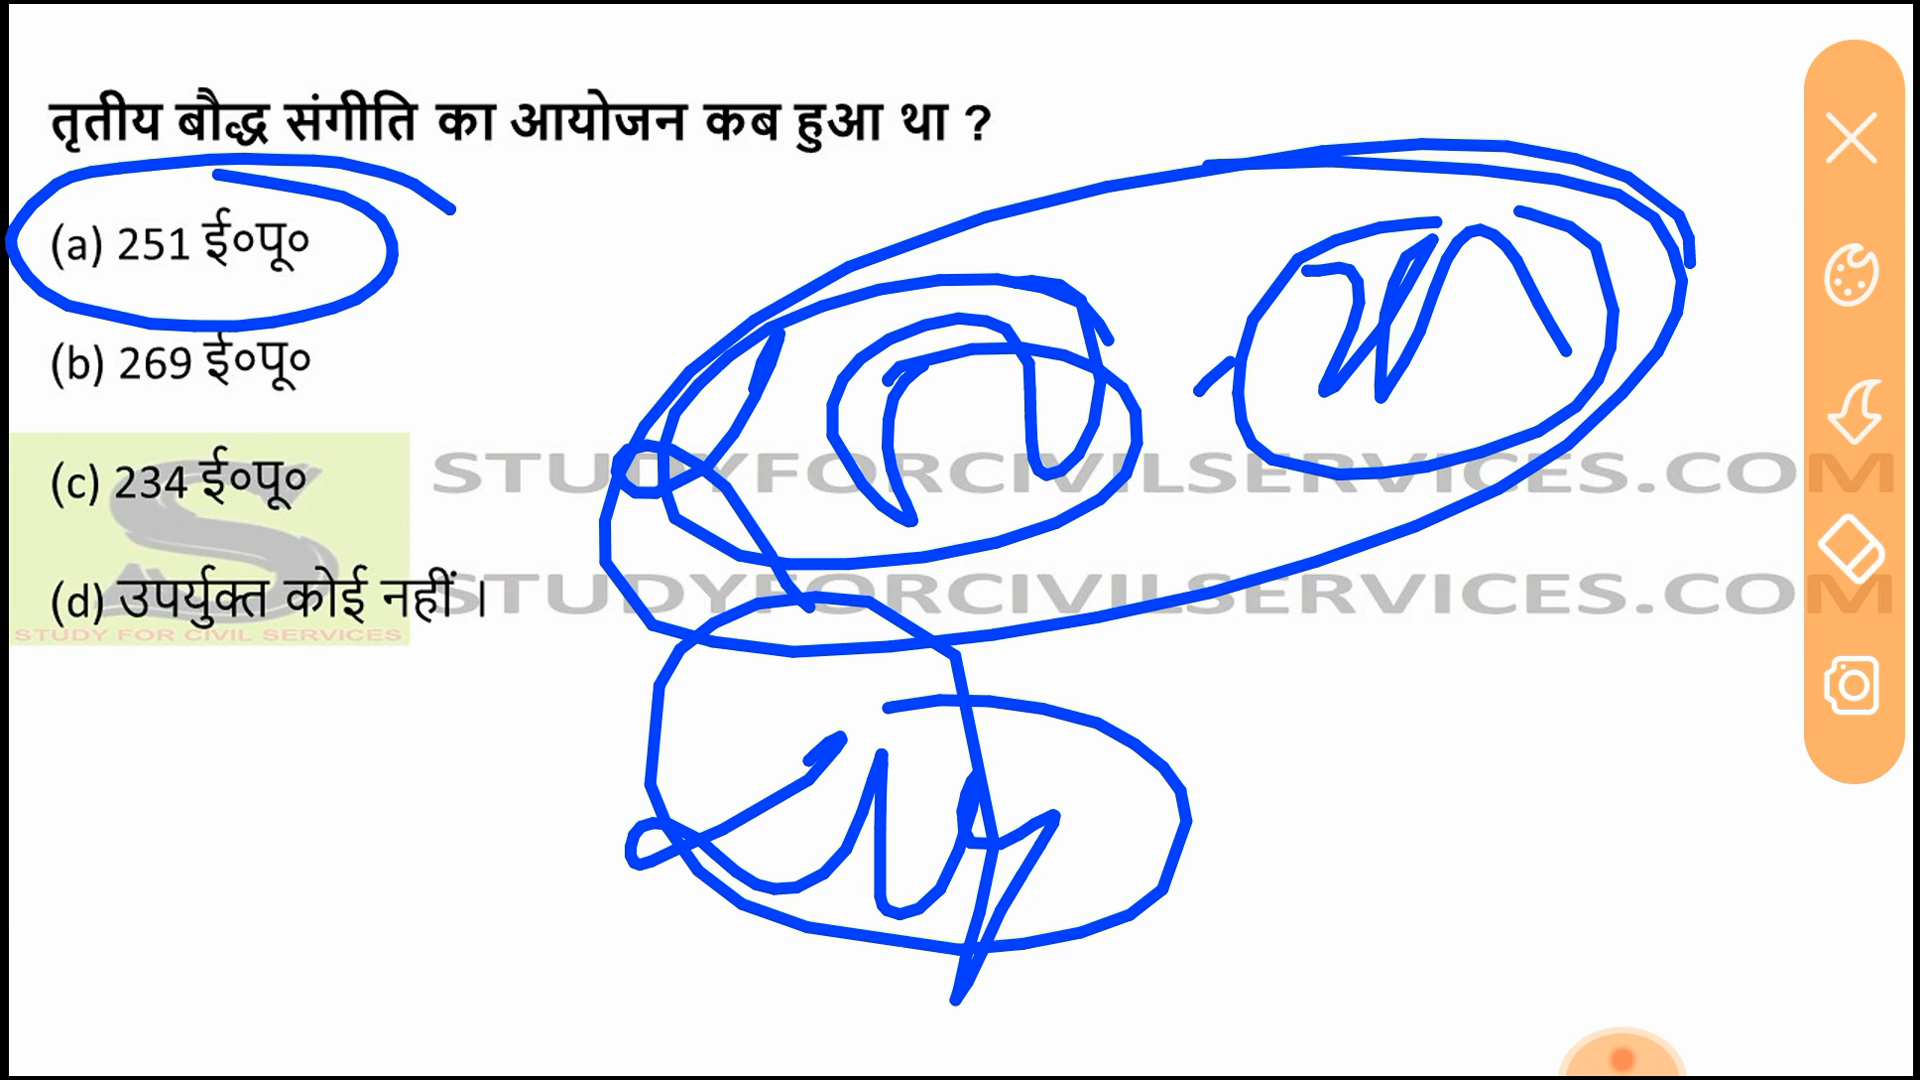 तृतीय बौद्ध संगीति का आयोजन कब हुआ था ?
(a) 251 ई०पू०
(b) 269 ई०पू०
(c) 234 ई०पू०
STUDYFORCIVILSERVICES.COM
(d) उपर्युक्त कोई नहीं ।
STUDYFORCIVILSERVICES.COM
STUDY FOR CIVIL SERVICES